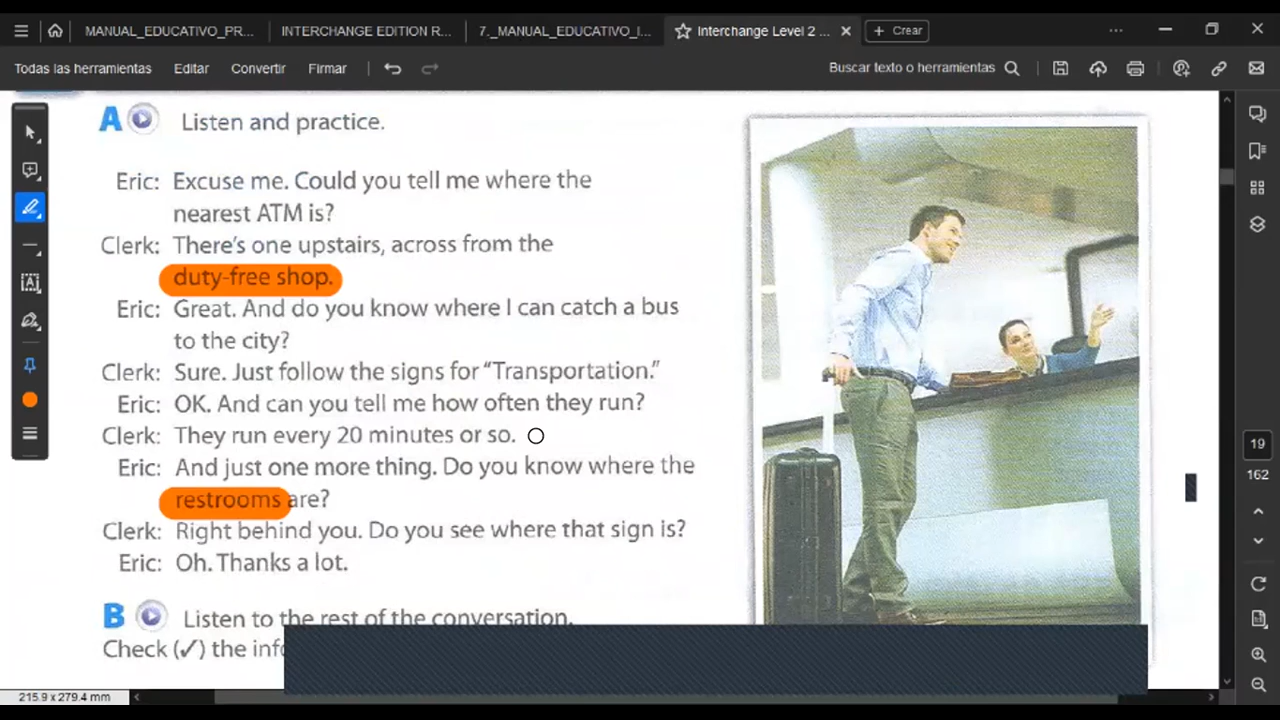 MANUAL_EDUCATIVO_PR...
INTERCHANGE EDITION R...
7._MANUAL_EDUCATIVO_I...
Interchange Level 2 ...
+ Crear
Todas las herramientas
Editar
Convertir
Firmar
Buscar texto o herramientas
A Listen and practice.
Eric: Excuse me. Could you tell me where the
nearest ATM is?
Clerk: There's one upstairs, across from the
duty-free shop.
Eric: Great. And do you know where I can catch a bus
to the city?
Clerk: Sure. Just follow the signs for “Transportation.”
Eric: OK. And can you tell me how often they run?
Clerk: They run every 20 minutes or so.
Eric: And just one more thing. Do you know where the
restrooms are?
Clerk: Right behind you. Do you see where that sign is?
Eric: Oh. Thanks a lot.
B Listen to the rest of the conversation.
Check (✓) the info
19
162
215.9 x 279.4 mm